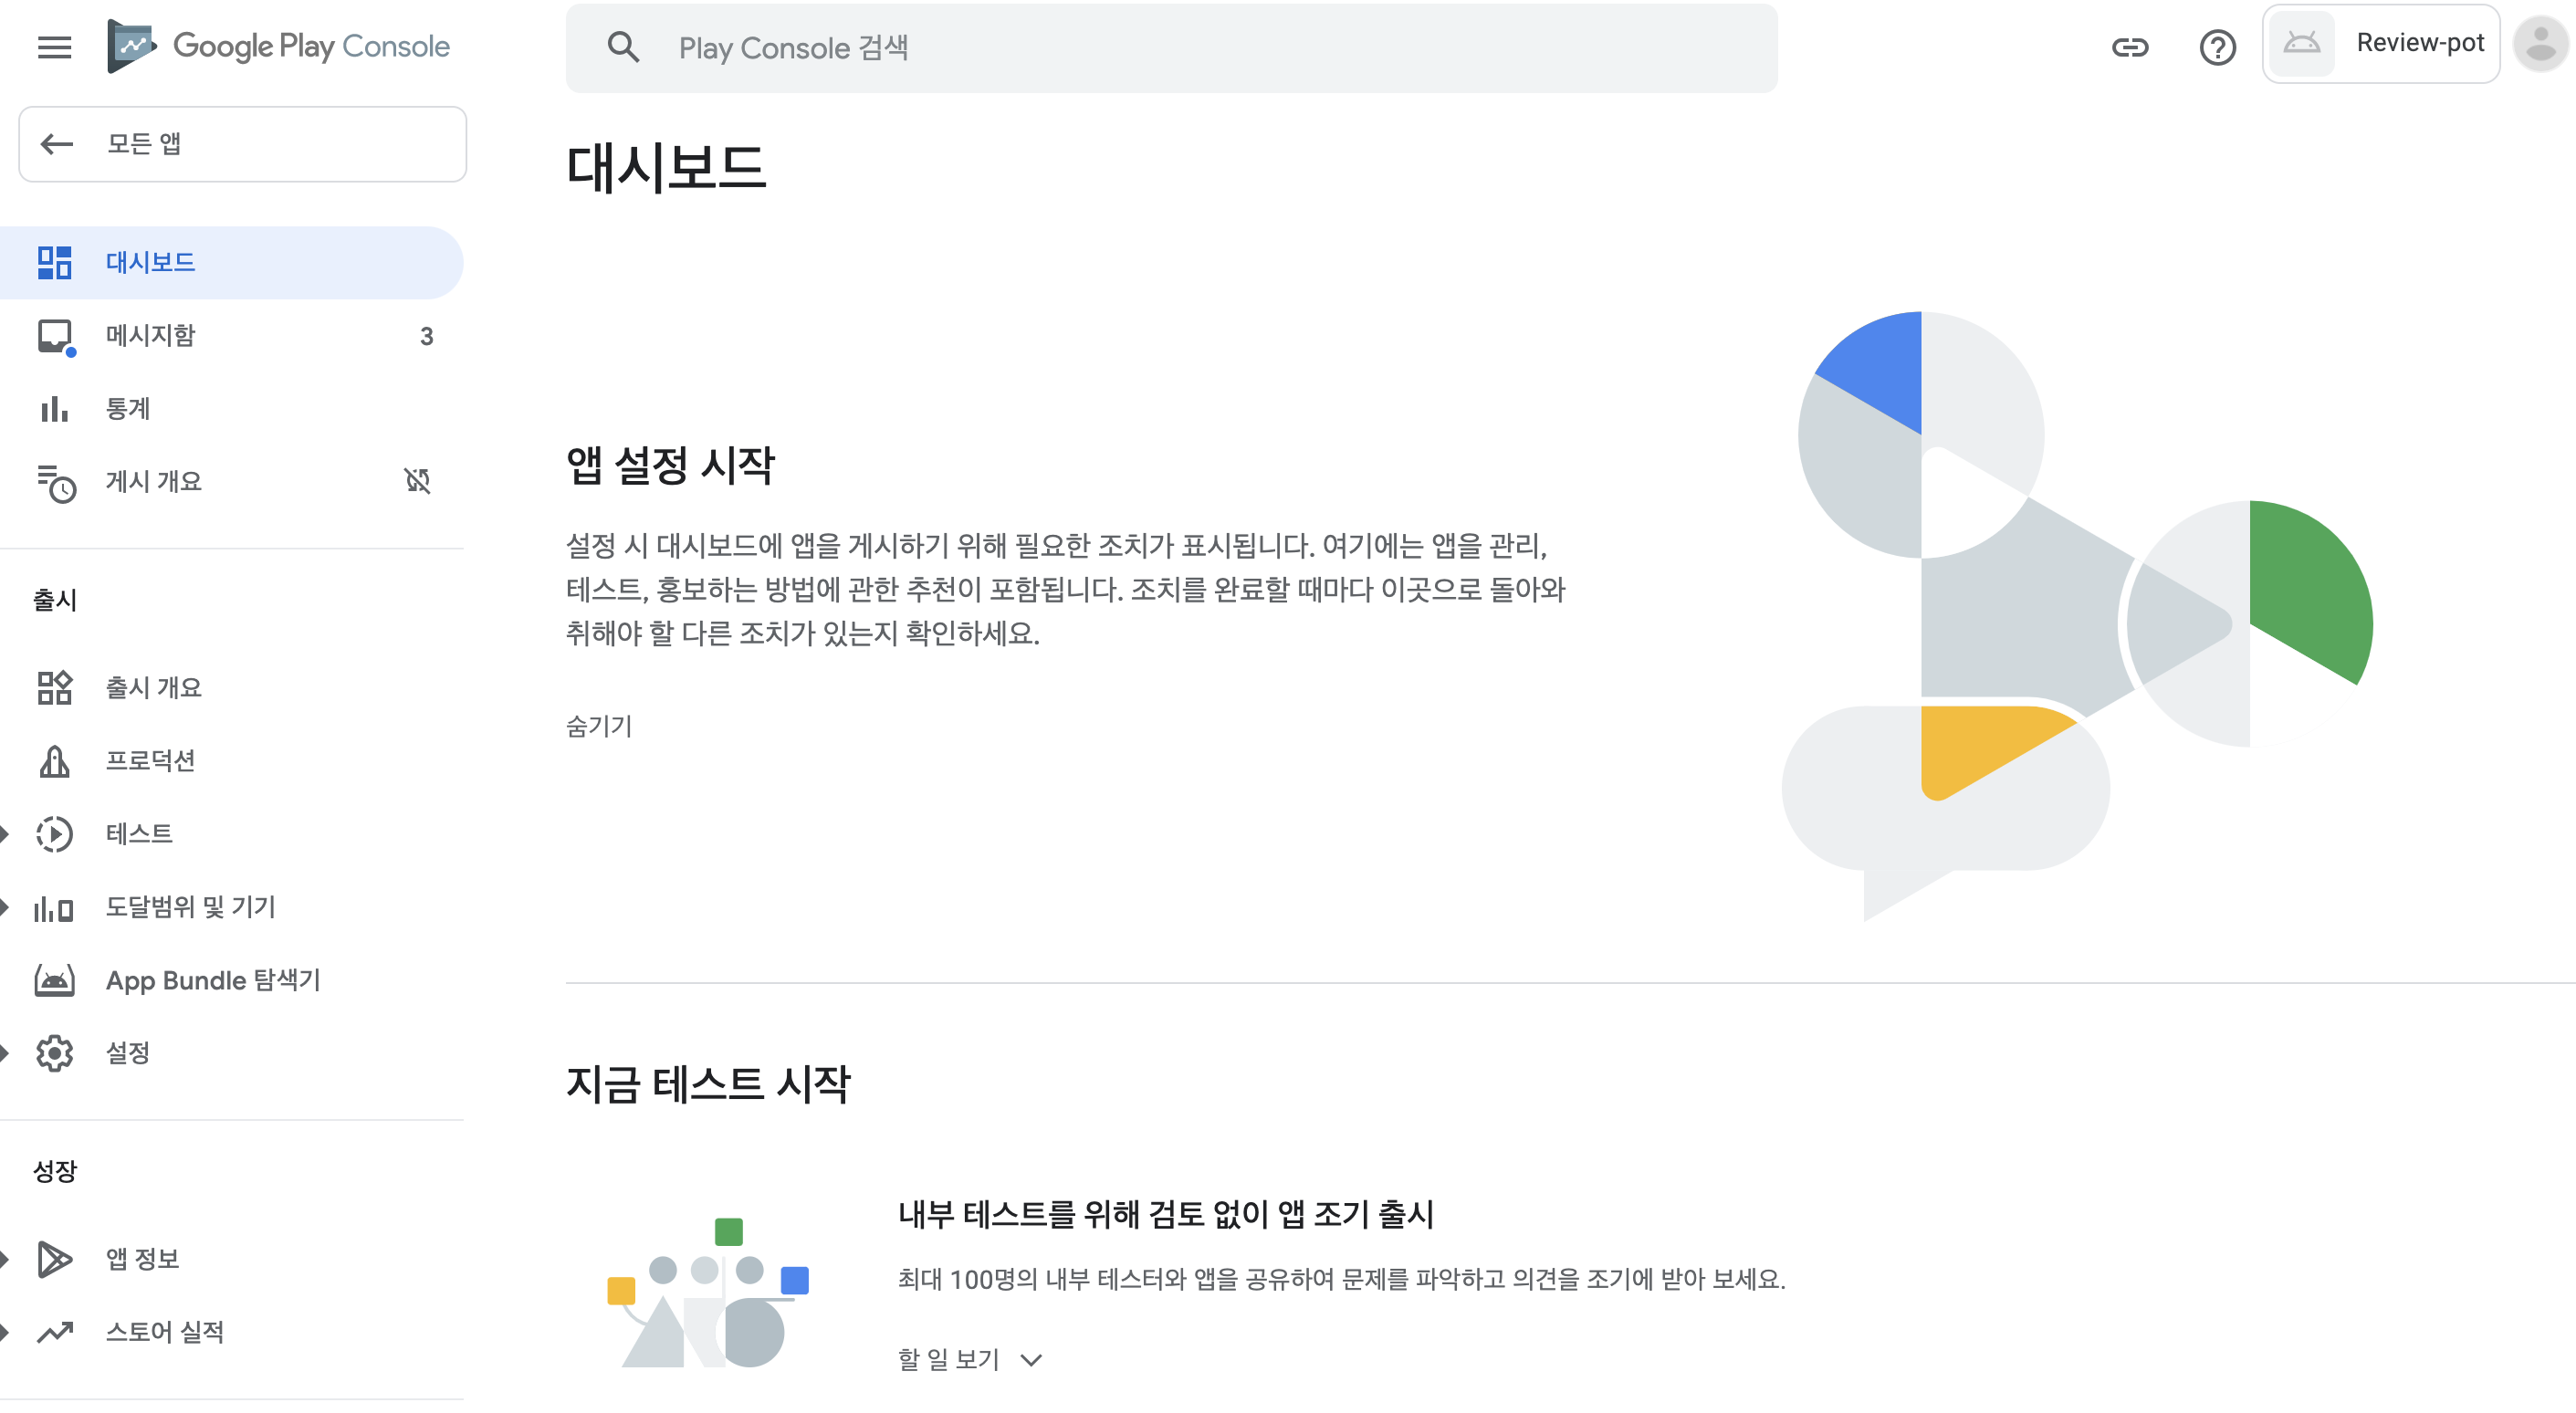 Google Play Console
Play Console 검색
Review-pot
모든 앱
대시보드
메시지함 3
통계
게시 개요
출시
출시 개요
프로덕션
테스트
도달범위 및 기기
App Bundle 탐색기
설정
성장
앱 정보
스토어 실적
대시보드
앱 설정 시작
설정 시 대시보드에 앱을 게시하기 위해 필요한 조치가 표시됩니다. 여기에는 앱을 관리,
테스트, 홍보하는 방법에 관한 추천이 포함됩니다. 조치를 완료할 때마다 이곳으로 돌아와
취해야 할 다른 조치가 있는지 확인하세요.
숨기기
지금 테스트 시작
내부 테스트를 위해 검토 없이 앱 조기 출시
최대 100명의 내부 테스터와 앱을 공유하여 문제를 파악하고 의견을 조기에 받아 보세요.
할 일 보기